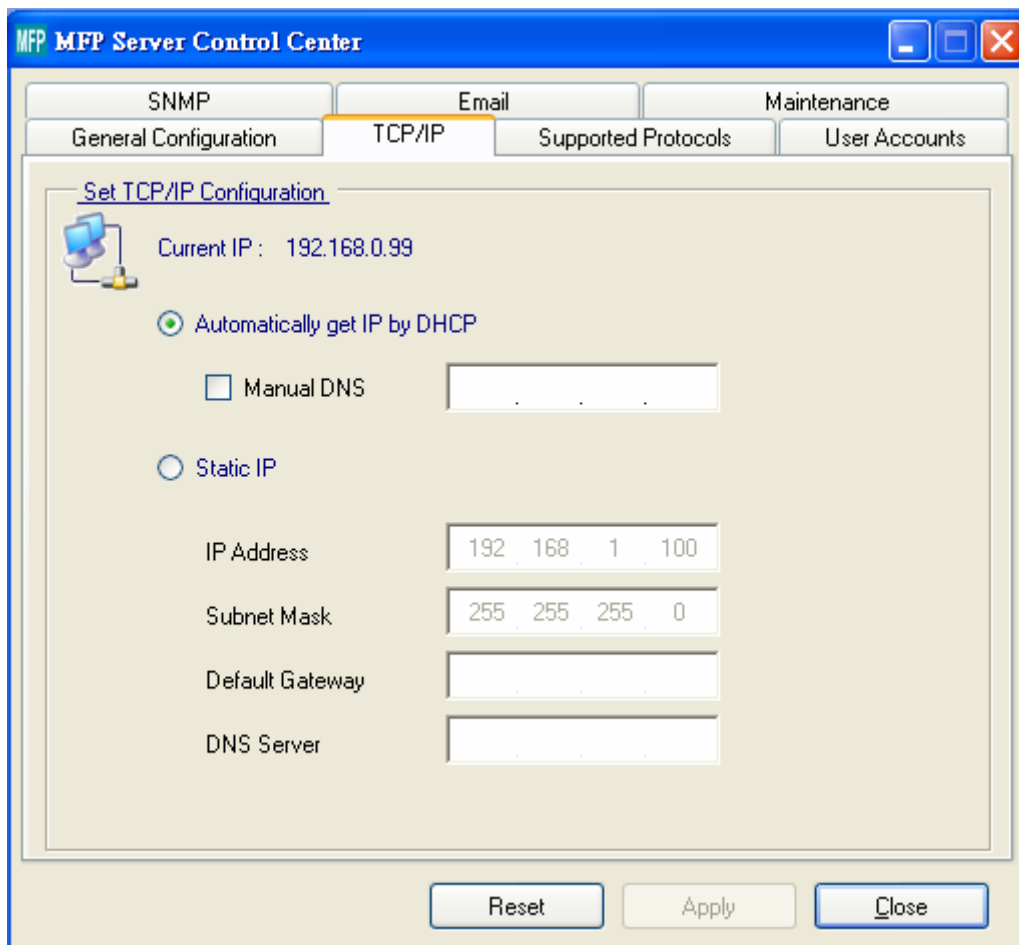 MFP MFP Server Control Center
SNMP Email Maintenance
General Configuration TCP/IP Supported Protocols User Accounts
Set TCP/IP Configuration
Current IP : 192.168.0.99
Automatically get IP by DHCP
Manual DNS . . .
Static IP
IP Address 192 . 168 . 1 . 100
Subnet Mask 255 . 255 . 255 . 0
Default Gateway . . .
DNS Server . . .
Reset Apply Close